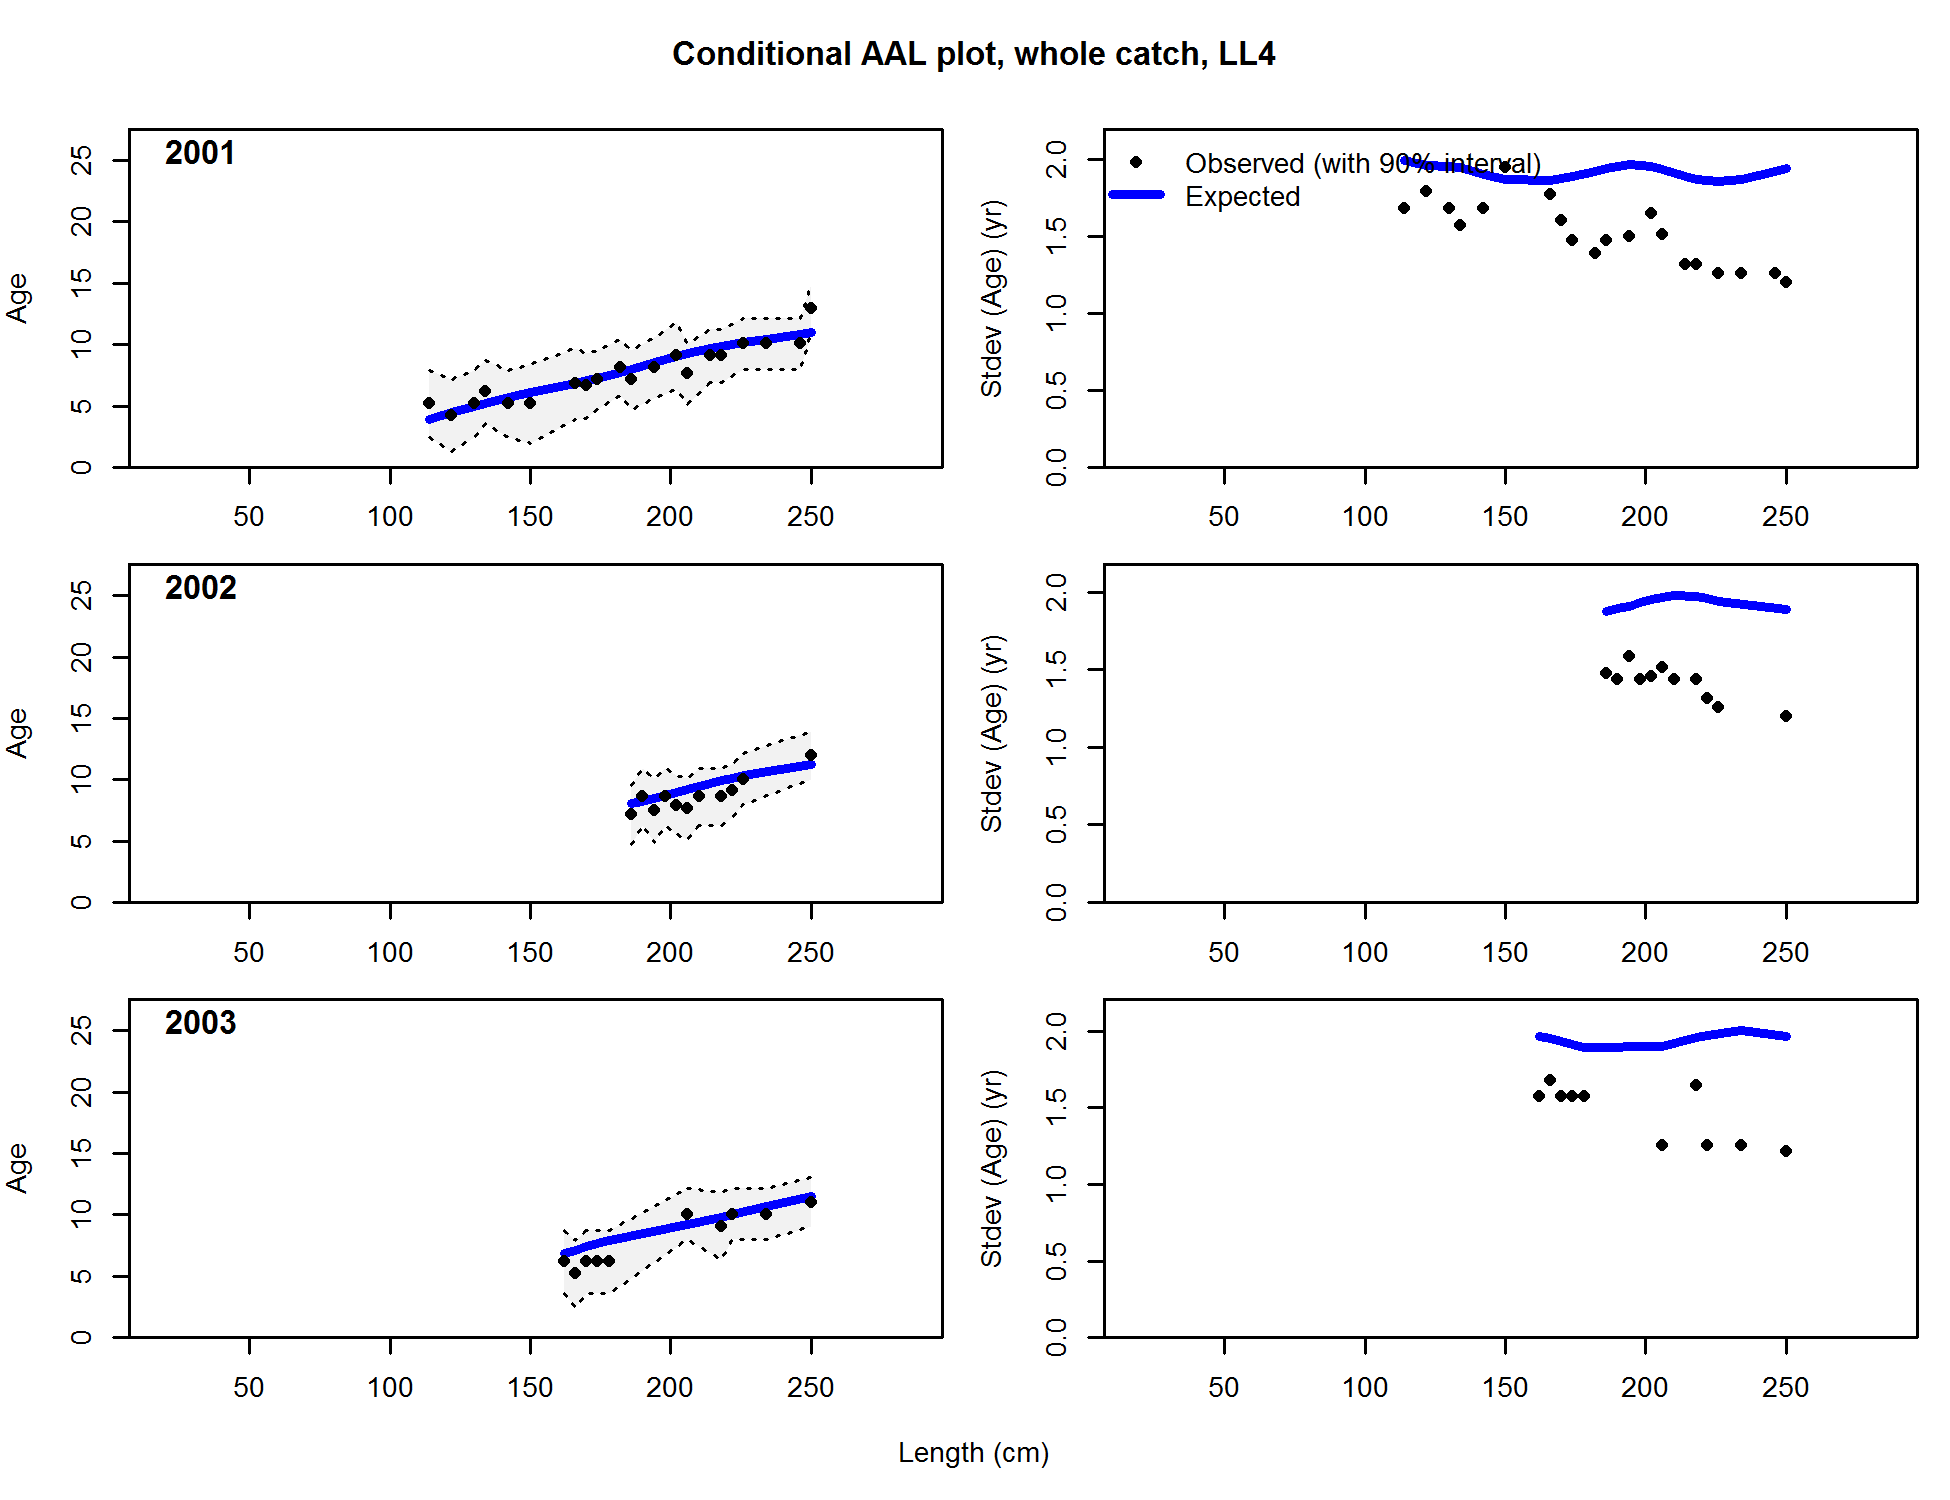 Conditional AAL plot, whole catch, LL4
2001
Age
0 5 10 15 20 25
50 100 150 200 250
Observed (with 90% interval)
Expected
Stdev (Age) (yr)
0.0 0.5 1.0 1.5 2.0
50 100 150 200 250
2002
Age
0 5 10 15 20 25
50 100 150 200 250
Stdev (Age) (yr)
0.0 0.5 1.0 1.5 2.0
50 100 150 200 250
2003
Age
0 5 10 15 20 25
50 100 150 200 250
Stdev (Age) (yr)
0.0 0.5 1.0 1.5 2.0
50 100 150 200 250
Length (cm)